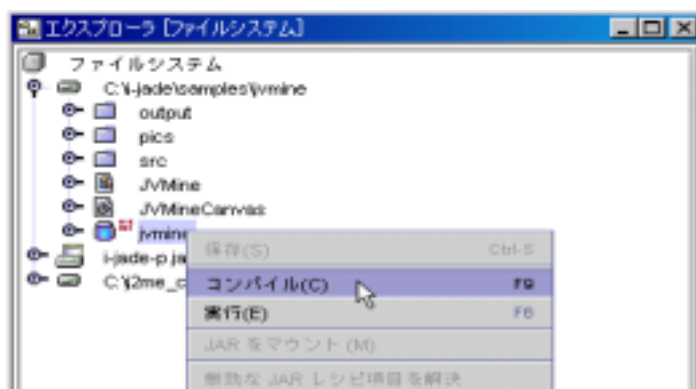 エクスプローラ [ファイルシステム]
ファイルシステム
C:\i-jade\samples\jvmine
output
pics
src
JVMine
JVMineCanvas
jvmine
i-jade-p.ja
C:\j2me_c
保存(S) Ctrl-S
コンパイル(C) F9
実行(E) F6
JAR をマウント (M)
無効な JAR レシピ項目を解決